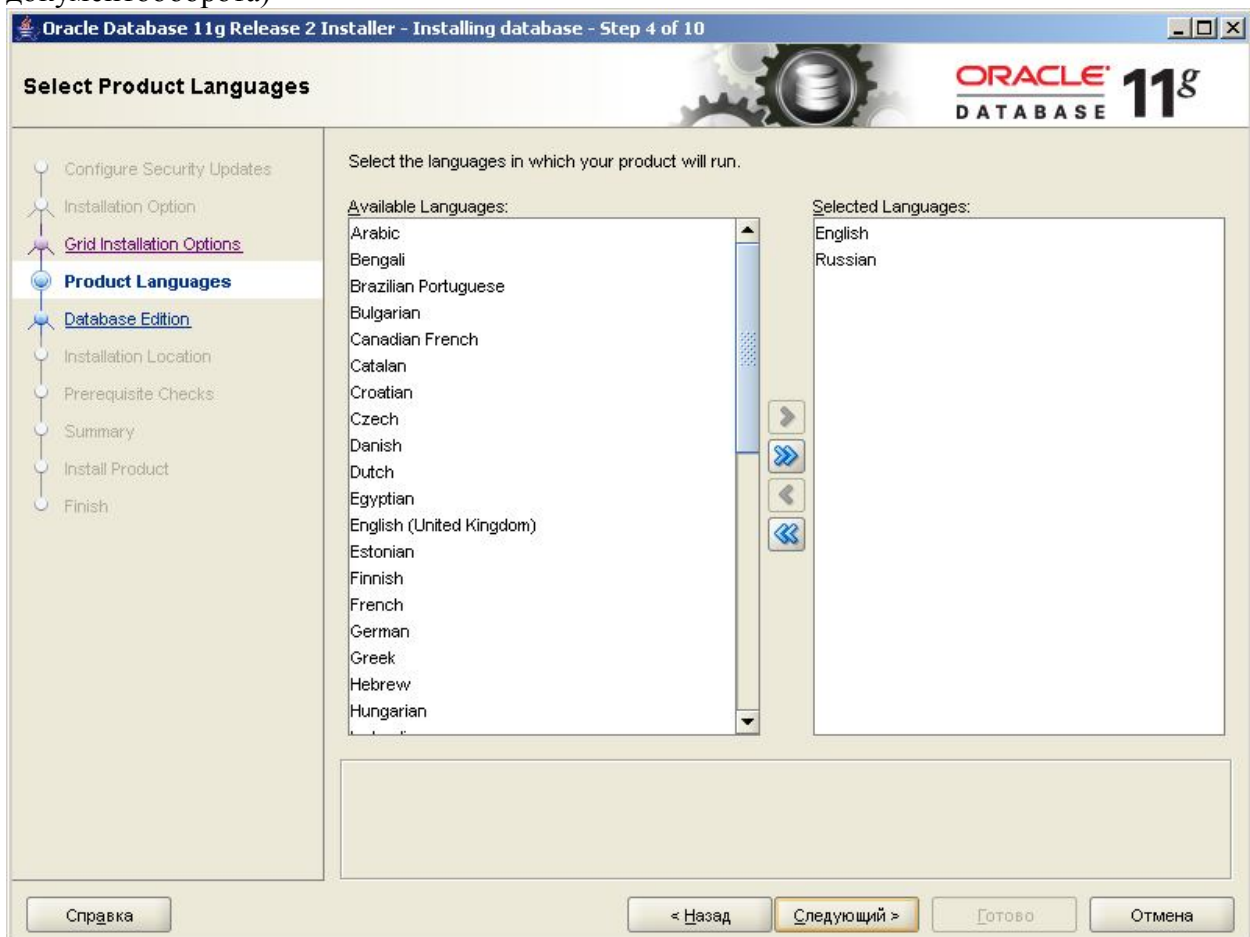 документооборота)
Oracle Database 11g Release 2 Installer - Installing database - Step 4 of 10
Select Product Languages
ORACLE
DATABASE 11g
Configure Security Updates
Installation Option
Grid Installation Options
Product Languages
Database Edition
Installation Location
Prerequisite Checks
Summary
Install Product
Finish
Select the languages in which your product will run.
Available Languages:
Arabic
Bengali
Brazilian Portuguese
Bulgarian
Canadian French
Catalan
Croatian
Czech
Danish
Dutch
Egyptian
English (United Kingdom)
Estonian
Finnish
French
German
Greek
Hebrew
Hungarian
Selected Languages:
English
Russian
Справка
< Назад
Следующий >
Готово
Отмена